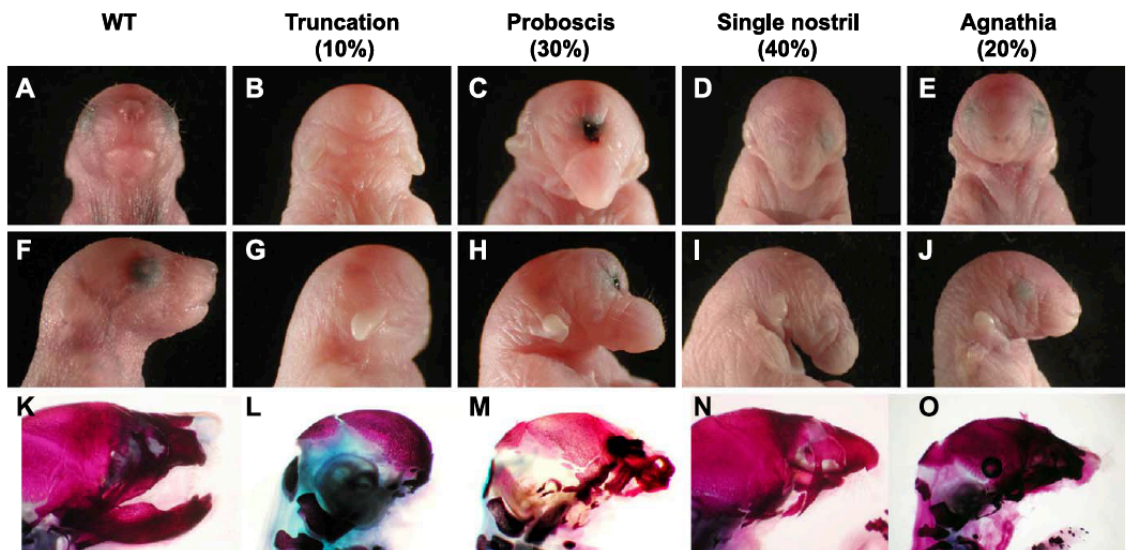 WT
Truncation
(10%)
Proboscis
(30%)
Single nostril
(40%)
Agnathia
(20%)
A
B
C
D
E
F
G
H
I
J
K
L
M
N
O